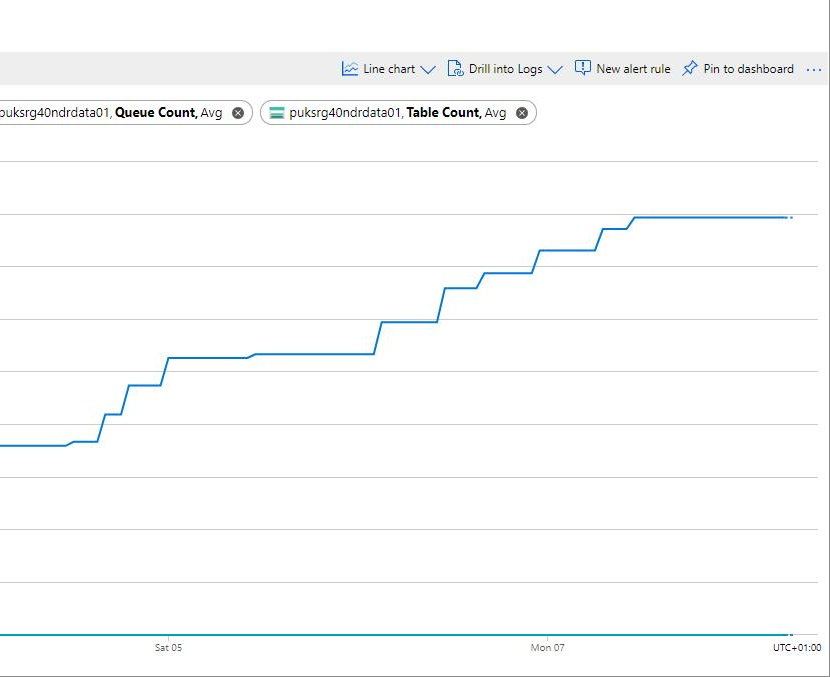 Line chart Drill into Logs New alert rule Pin to dashboard ...
puksrg40ndrdata01, Queue Count, Avg puksrg40ndrdata01, Table Count, Avg
Sat 05 Mon 07 UTC+01:00